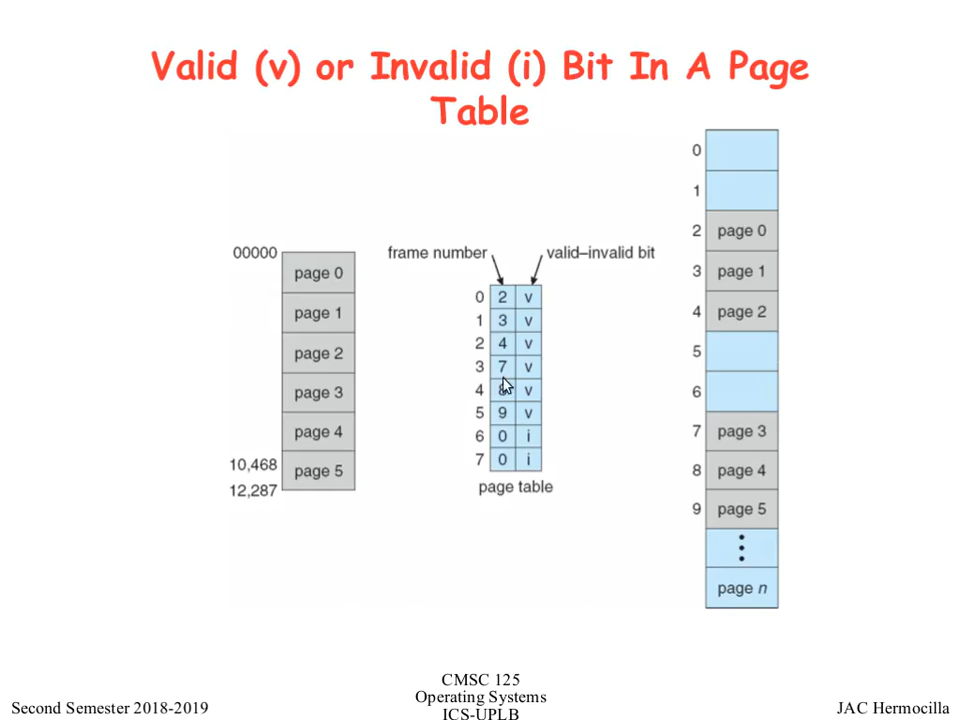 Valid (v) or Invalid (i) Bit In A Page
Table
00000
page 0
page 1
page 2
page 3
page 4
10,468
page 5
12,287
frame number
valid–invalid bit
0 2 v
1 3 v
2 4 v
3 7 v
4 8 v
5 9 v
6 0 i
7 0 i
page table
0
1
2 page 0
3 page 1
4 page 2
5
6
7 page 3
8 page 4
9 page 5
page n
Second Semester 2018-2019
CMSC 125
Operating Systems
ICS-UPLB
JAC Hermocilla